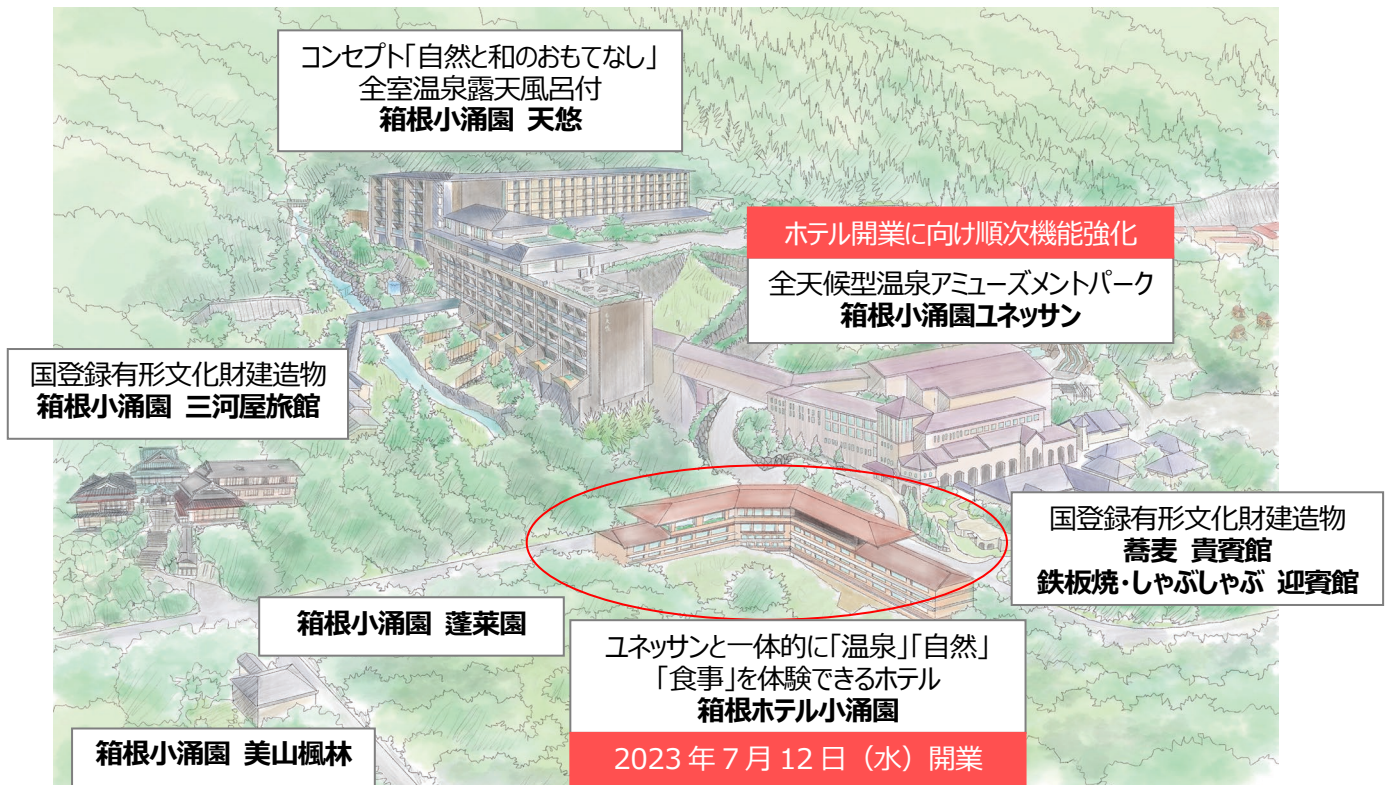 コンセプト「自然と和のおもてなし」
全室温泉露天風呂付
箱根小涌園 天悠
ホテル開業に向け順次機能強化
全天候型温泉アミューズメントパーク
箱根小涌園ユネッサン
国登録有形文化財建造物
箱根小涌園 三河屋旅館
国登録有形文化財建造物
蕎麦 貴賓館
鉄板焼・しゃぶしゃぶ 迎賓館
箱根小涌園 蓬莱園
ユネッサンと一体的に「温泉」「自然」
「食事」を体験できるホテル
箱根ホテル小涌園
2023年7月12日（水）開業
箱根小涌園 美山楓林